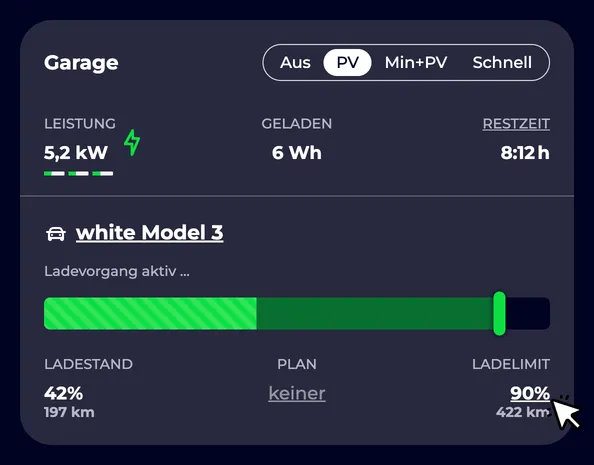 Garage
Aus PV Min+PV Schnell
LEISTUNG GELADEN RESTZEIT
5,2 kW 6 Wh 8:12 h
white Model 3
Ladevorgang aktiv ...
LADESTAND PLAN LADELIMIT
42% keiner 90%
197 km 422 km